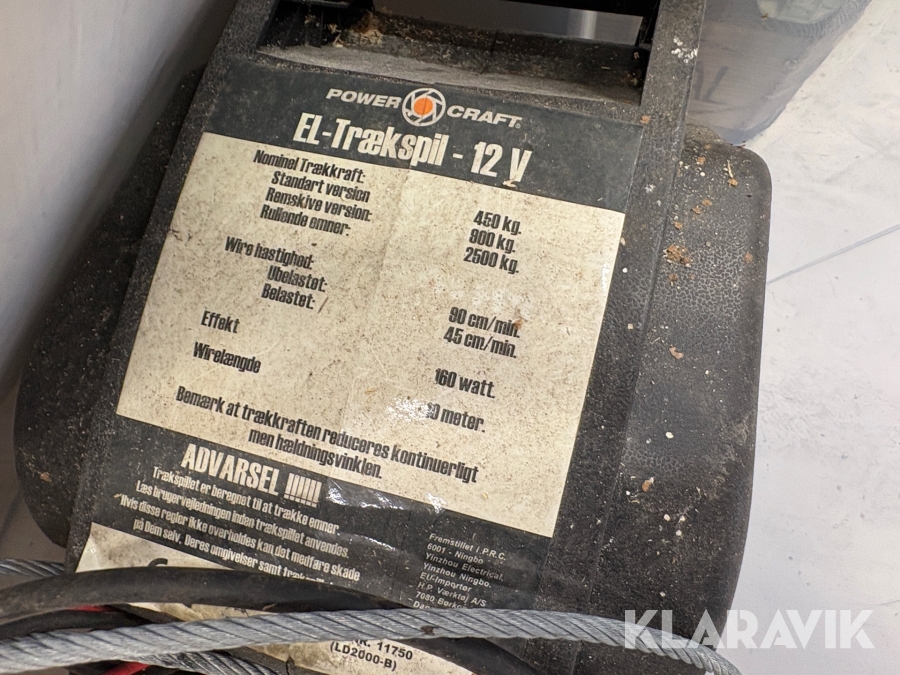 POWER CRAFT
EL-Trækspil - 12 V
Nominel Trækkraft:
Standart version 450 kg.
Remskive version: 900 kg.
Rullende emner: 2500 kg.
Wire hastighed:
Ubelastet: 90 cm/min.
Belastet: 45 cm/min.
Effekt 160 watt.
Wirelængde meter.
Bemærk at trækkraften reduceres Kontinuerligt
men hældningsvinklen.
ADVARSEL !!!!!!
Trækspillet er beregnet til at trække emner.
Læs brugervejledningen inden trækspillet anvendes.
Hvis disse regler ikke overholdes kan det medføre skade
på Dem selv. Deres omgivelser samt
Fremstillet i P.R.C.
6001 - Ningbo
Yinzhou Electrical.
Yinzhou Ningbo.
EU-Importør
H.P. Værktøj A/S
7080
11750
(LD2000-B)
KLARAVIK